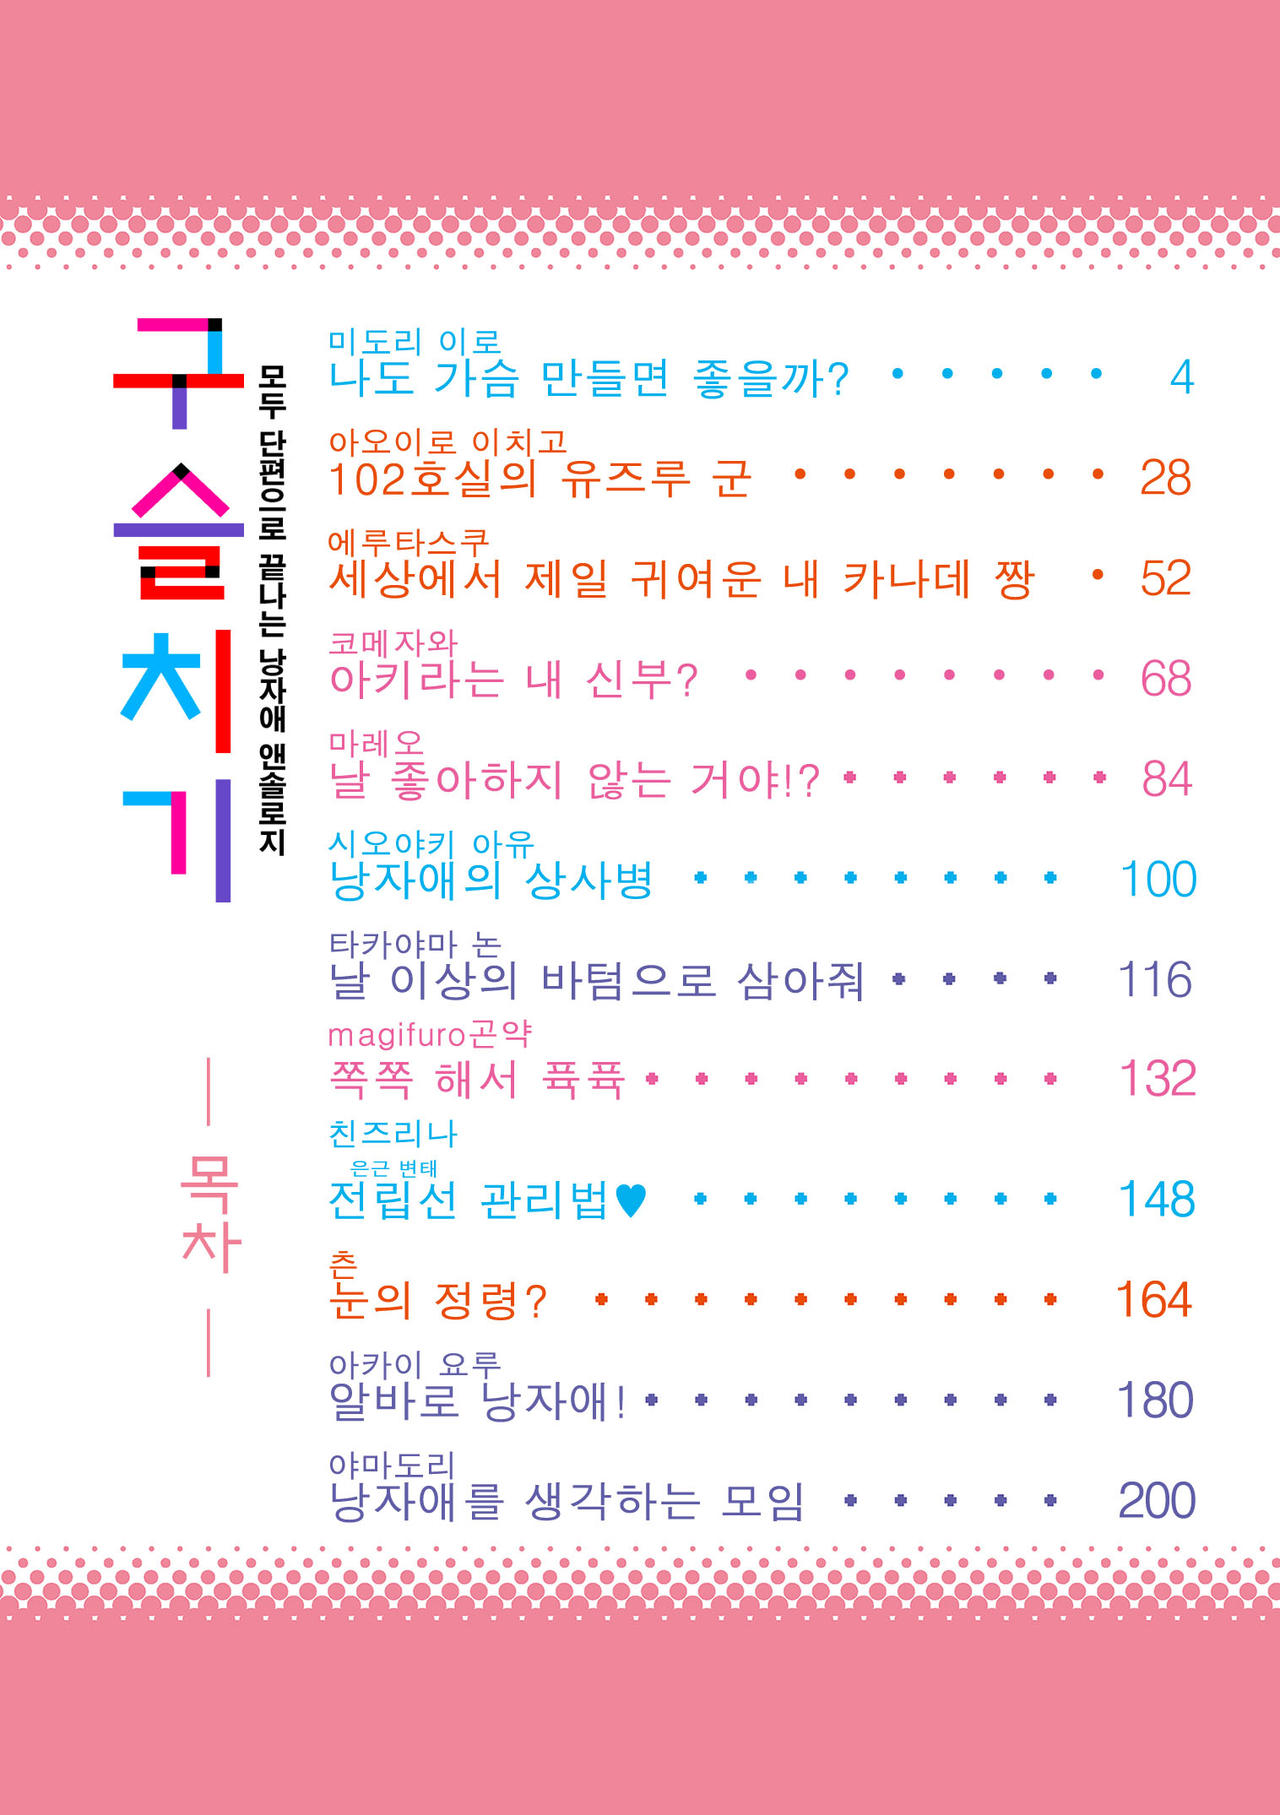 구슬치기
모두 단편으로 끝나는 낭자애 앤솔로지
목차
미도리 이로
나도 가슴 만들면 좋을까? • • • • • 4
아오이로 이치고
102호실의 유즈루 군 • • • • • • • 28
에루타스쿠
세상에서 제일 귀여운 내 카나데 짱 • 52
코메자와
아키라는 내 신부? • • • • • • • • 68
마레오
날 좋아하지 않는 거야!? • • • • • • 84
시오야키 아유
낭자애의 상사병 • • • • • • • • 100
타카야마 논
날 이상의 바텀으로 삼아줘 • • • • 116
magifuro곤약
쪽쪽 해서 퓩퓩 • • • • • • • • • 132
친즈리나
은근 변태
전립선 관리법♥ • • • • • • • • 148
츤
눈의 정령? • • • • • • • • • • 164
아카이 요루
알바로 낭자애! • • • • • • • • • 180
야마도리
낭자애를 생각하는 모임 • • • • • 200